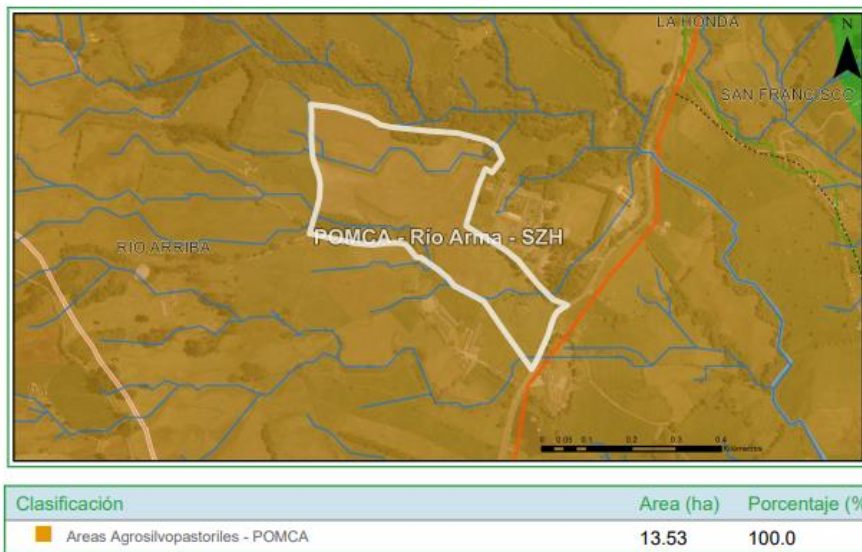 LA HONDA
N
SAN FRANCISCO
POMCA - Rio Arma - SZH
RIO ARRIBA
0 0.05 0.1 0.2 0.3 0.4
Kilometros
Clasificación Area (ha) Porcentaje (%
Areas Agrosilvopastoriles - POMCA 13.53 100.0